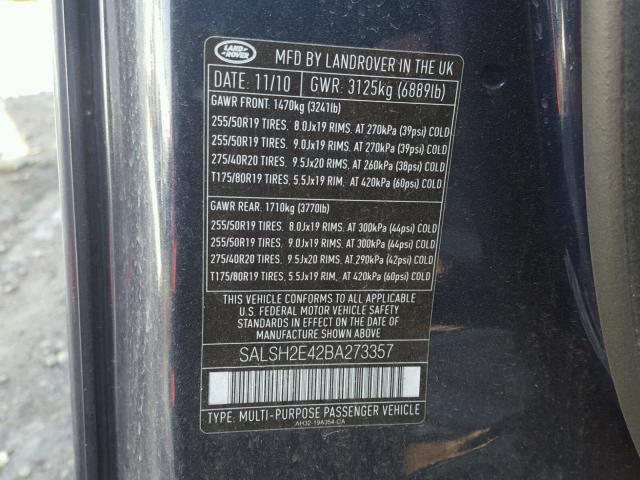 LAND
ROVER
MFD BY LANDROVER IN THE UK
DATE: 11/10 GWR: 3125kg (6889lb)
GAWR FRONT: 1470kg (3241lb)
255/50R19 TIRES, 8.0Jx19 RIMS, AT 270kPa (39psi) COLD
255/50R19 TIRES, 9.0Jx19 RIMS, AT 270kPa (39psi) COLD
275/40R20 TIRES, 9.5Jx20 RIMS, AT 260kPa (38psi) COLD
T175/80R19 TIRES, 5.5Jx19 RIM, AT 420kPa (60psi) COLD
GAWR REAR: 1710kg (3770lb)
255/50R19 TIRES, 8.0Jx19 RIMS, AT 300kPa (44psi) COLD
255/50R19 TIRES, 9.0Jx19 RIMS, AT 300kPa (44psi) COLD
275/40R20 TIRES, 9.5Jx20 RIMS, AT 290kPa (42psi) COLD
T175/80R19 TIRES, 5.5Jx19 RIM, AT 420kPa (60psi) COLD
THIS VEHICLE CONFORMS TO ALL APPLICABLE
U.S. FEDERAL MOTOR VEHICLE SAFETY
STANDARDS IN EFFECT ON THE DATE OF
MANUFACTURE SHOWN ABOVE.
SALSH2E42BA273357
TYPE: MULTI-PURPOSE PASSENGER VEHICLE
AH32-19A354-CA